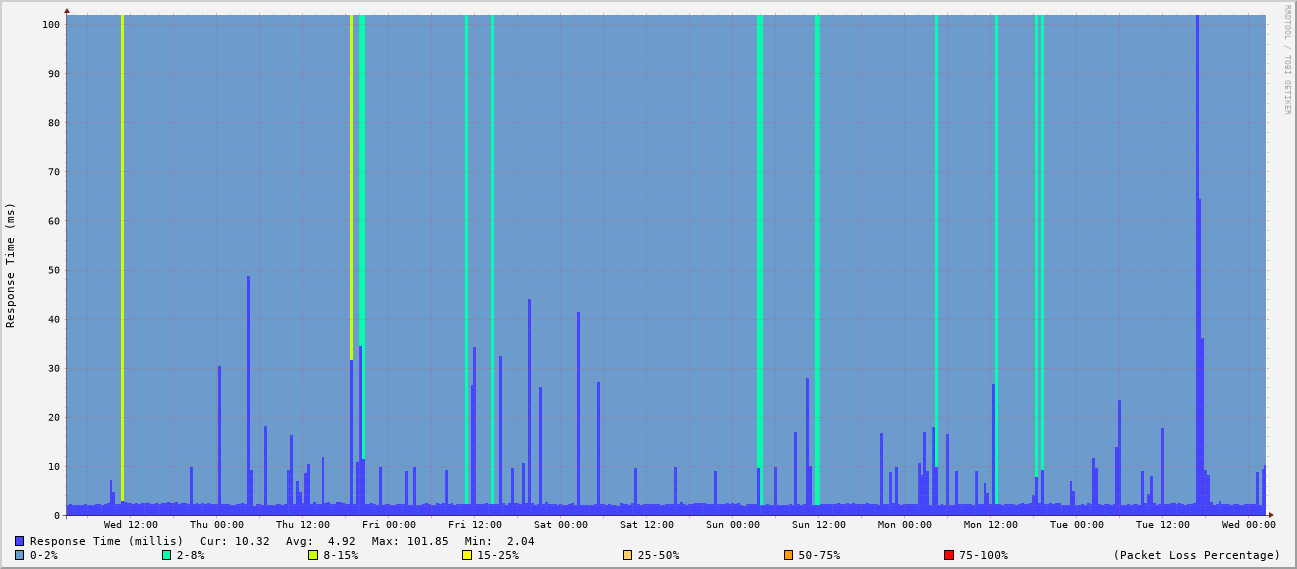 RRDTOOL / TOBI OETIKER
Response Time (ms)
100
90
80
70
60
50
40
30
20
10
0
Wed 12:00 Thu 00:00 Thu 12:00 Fri 00:00 Fri 12:00 Sat 00:00 Sat 12:00 Sun 00:00 Sun 12:00 Mon 00:00 Mon 12:00 Tue 00:00 Tue 12:00 Wed 00:00
Response Time (millis) Cur: 10.32 Avg: 4.92 Max: 101.85 Min: 2.04
0-2% 2-8% 8-15% 15-25% 25-50% 50-75% 75-100% (Packet Loss Percentage)